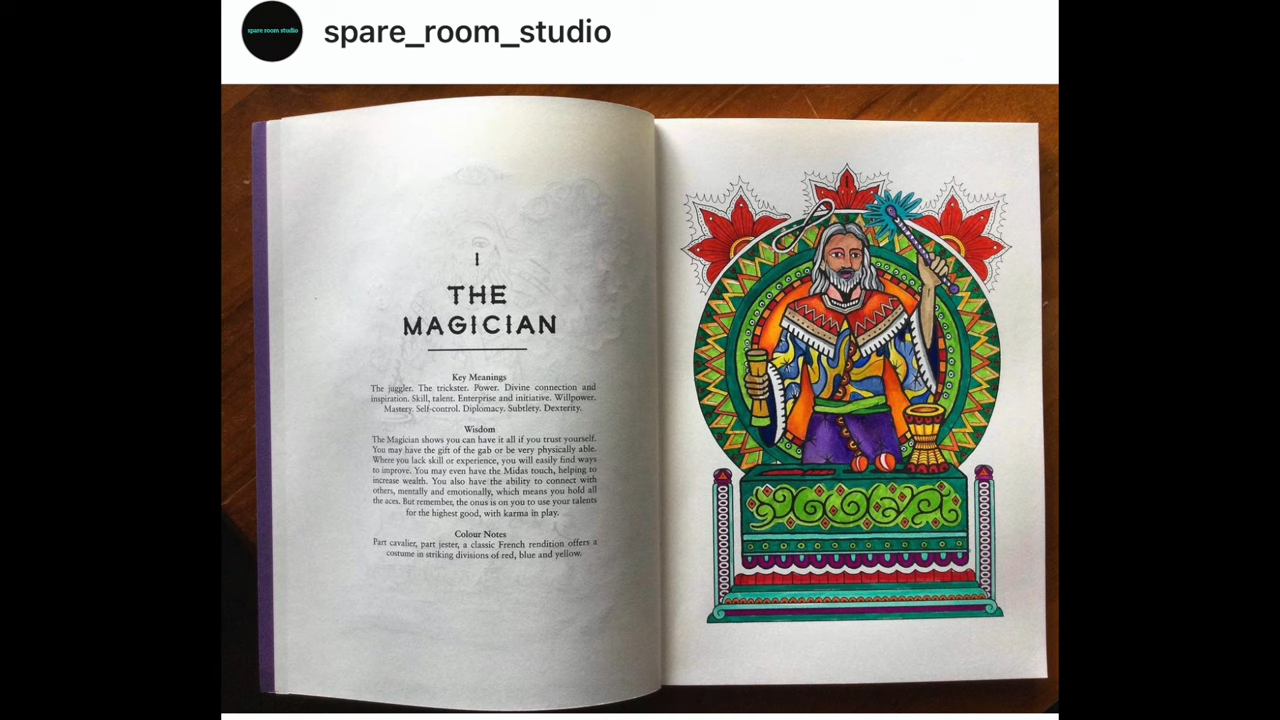 spare room studio
spare_room_studio
I
THE
MAGICIAN
Key Meanings
The juggler. The trickster. Power. Divine connection and
inspiration. Skill, talent. Enterprise and initiative. Willpower.
Mastery. Self-control. Diplomacy. Subtlety. Dexterity.
Wisdom
The Magician shows you can have it all if you trust yourself.
You may have the gift of the gab or be very physically able.
Where you lack skill or experience, you will easily find ways
to improve. You may even have the Midas touch, helping to
increase wealth. You also have the ability to connect with
others, mentally and emotionally, which means you hold all
the aces. But remember, the onus is on you to use your talents
for the highest good, with karma in play.
Colour Notes
Part cavalier, part jester, a classic French rendition offers a
costume in striking divisions of red, blue and yellow.